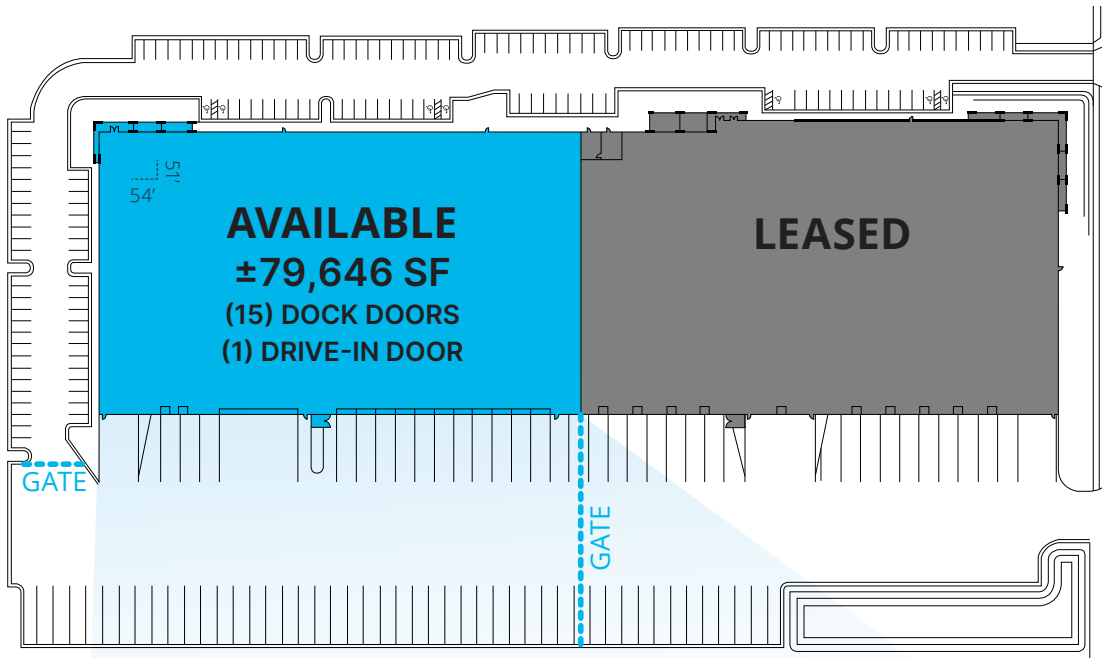 51'
54'
AVAILABLE
±79,646 SF
(15) DOCK DOORS
(1) DRIVE-IN DOOR
LEASED
GATE
GATE